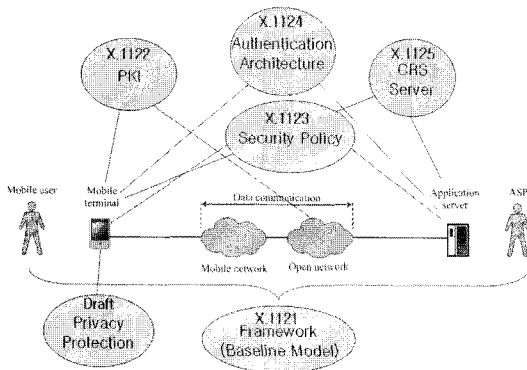 X.1124
Authentication
Architecture
X.1122
PKI
X.1125
CRS
Server
X.1123
Security Policy
Mobile user
Mobile
terminal
Data communication
Application
server
ASP
Mobile network
Open network
Draft
Privacy
Protection
X.1121
Framework
(Baseline Model)